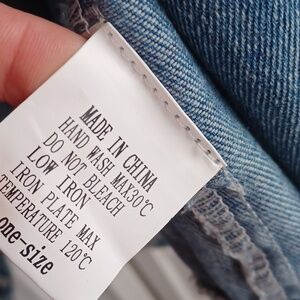 MADE IN CHINA
HAND WASH MAX30℃
DO NOT BLEACH
LOW IRON
IRON PLATE MAX
TEMPERATURE 120℃
one-size